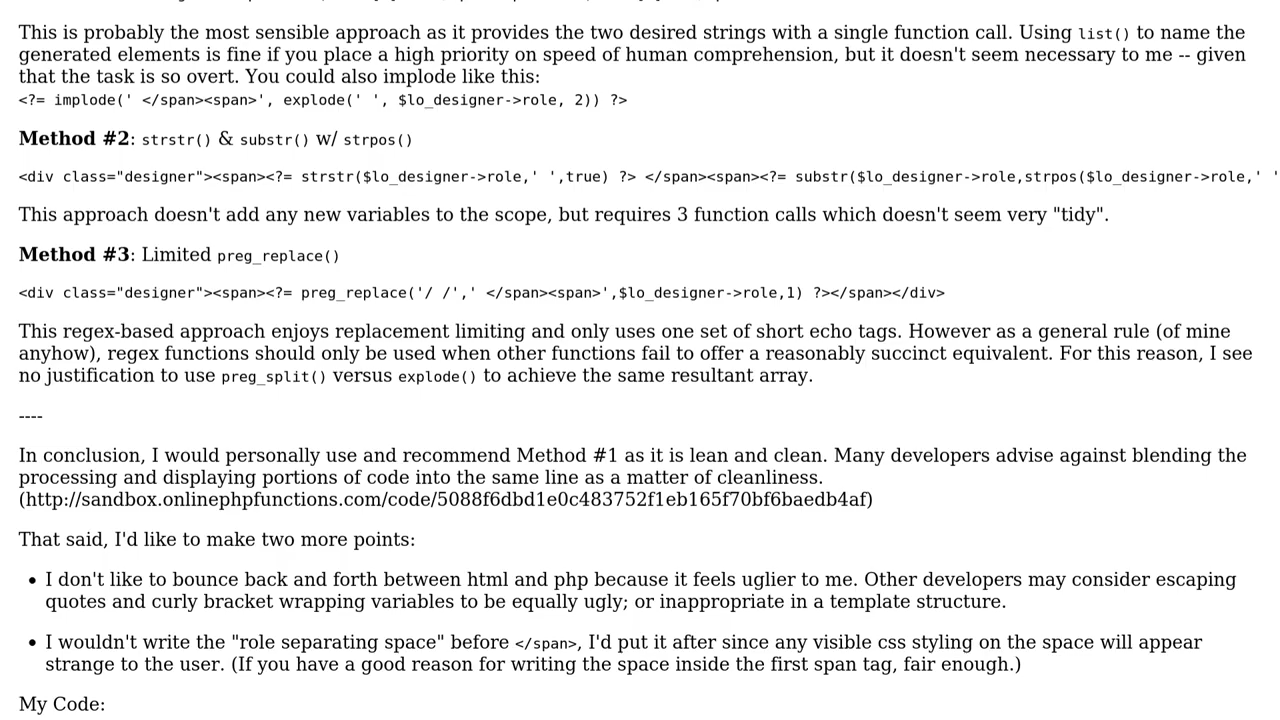 This is probably the most sensible approach as it provides the two desired strings with a single function call. Using list() to name the
generated elements is fine if you place a high priority on speed of human comprehension, but it doesn't seem necessary to me -- given
that the task is so overt. You could also implode like this:
<?= implode(' </span><span>', explode(' ', $lo_designer->role, 2)) ?>
Method #2: strstr() & substr() w/ strpos()
<div class="designer"><span><?= strstr($lo_designer->role,' ',true) ?> </span><span><?= substr($lo_designer->role,strpos($lo_designer->role,' '
This approach doesn't add any new variables to the scope, but requires 3 function calls which doesn't seem very "tidy".
Method #3: Limited preg_replace()
<div class="designer"><span><?= preg_replace('/ /',' </span><span>',$lo_designer->role,1) ?></span></div>
This regex-based approach enjoys replacement limiting and only uses one set of short echo tags. However as a general rule (of mine
anyhow), regex functions should only be used when other functions fail to offer a reasonably succinct equivalent. For this reason, I see
no justification to use preg_split() versus explode() to achieve the same resultant array.
----
In conclusion, I would personally use and recommend Method #1 as it is lean and clean. Many developers advise against blending the
processing and displaying portions of code into the same line as a matter of cleanliness.
(http://sandbox.onlinephpfunctions.com/code/5088f6dbd1e0c483752f1eb165f70bf6baedb4af)
That said, I'd like to make two more points:
• I don't like to bounce back and forth between html and php because it feels uglier to me. Other developers may consider escaping
quotes and curly bracket wrapping variables to be equally ugly; or inappropriate in a template structure.
• I wouldn't write the "role separating space" before </span>, I'd put it after since any visible css styling on the space will appear
strange to the user. (If you have a good reason for writing the space inside the first span tag, fair enough.)
My Code: